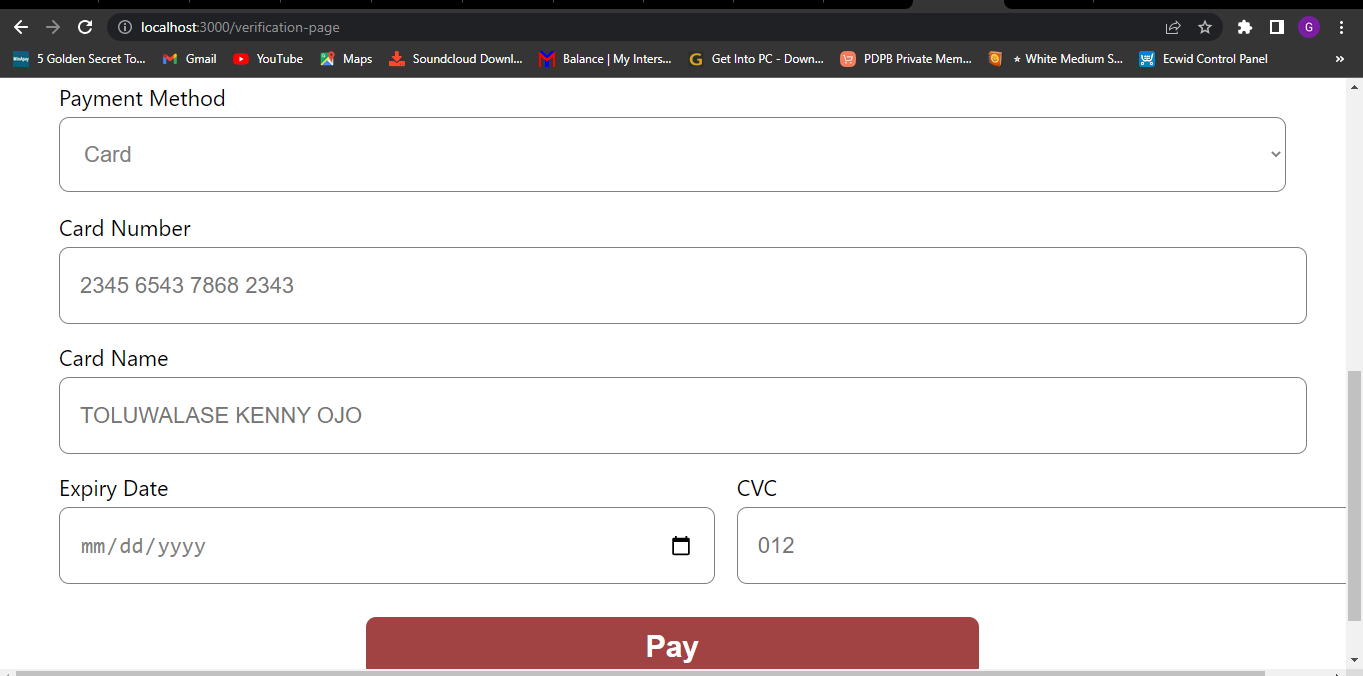 localhost:3000/verification-page
G
WinApay 5 Golden Secret To... Gmail YouTube Maps Soundcloud Downl... Balance | My Inters... G Get Into PC - Down... PDPB Private Mem... ★ White Medium S... Ecwid Control Panel »
Payment Method
Card
Card Number
2345 6543 7868 2343
Card Name
TOLUWALASE KENNY OJO
Expiry Date CVC
mm/dd/yyyy 012
Pay